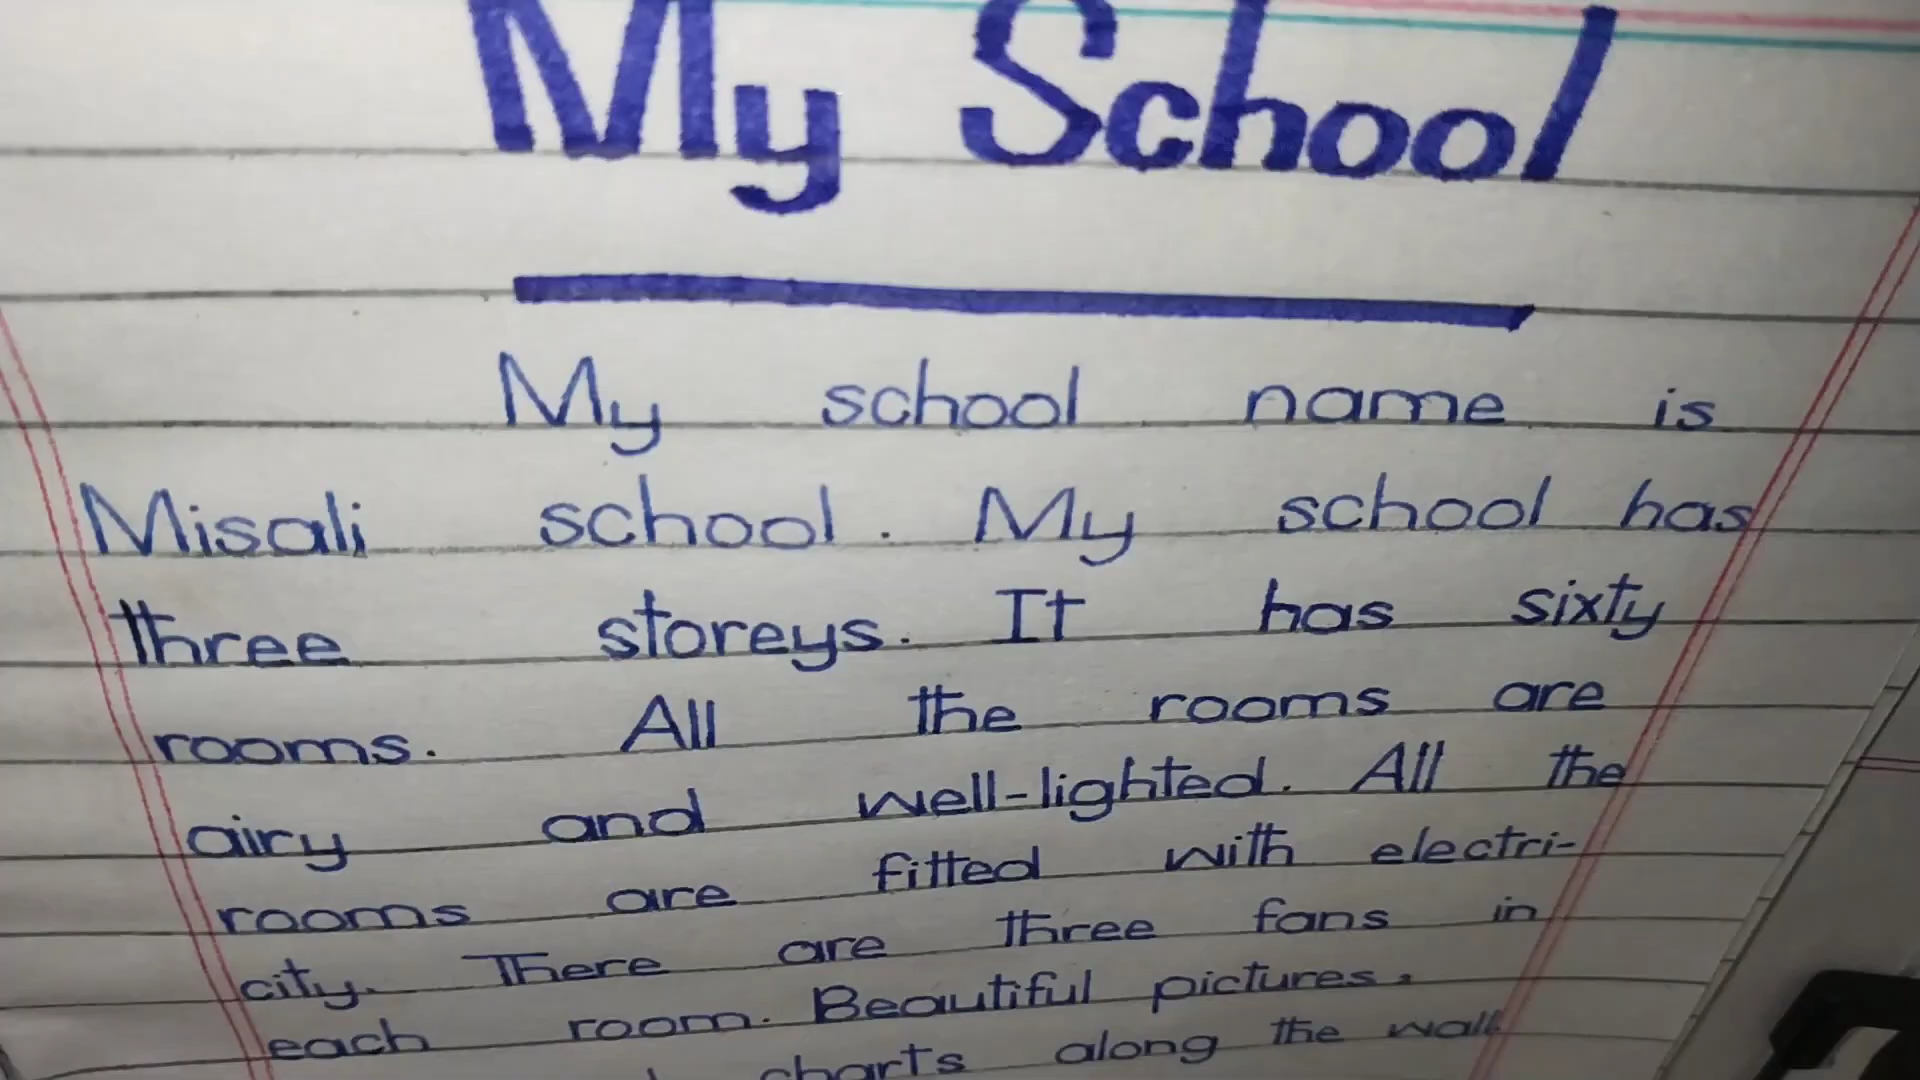 My School
My school name is
Misali school. My school has
three storeys. It has sixty
rooms. All the rooms are
airy and well-lighted. All the
rooms are fitted with electri-
city. There are three fans in
each room. Beautiful pictures.
charts along the wall